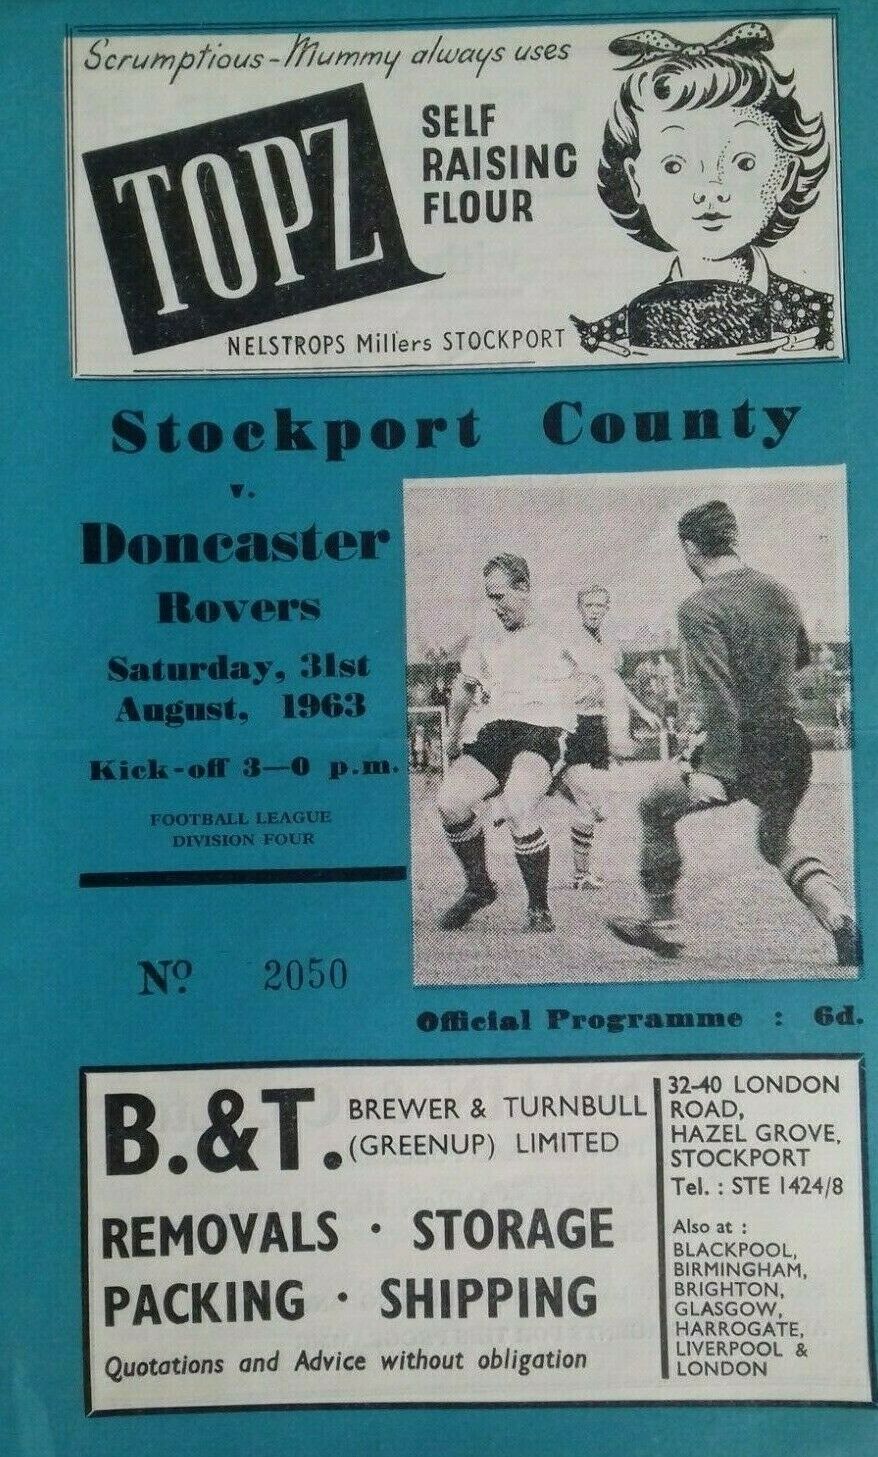 Scrumptious-Mummy always uses
TOPZ
SELF
RAISING
FLOUR
NELSTROPS Millers STOCKPORT
Stockport County
v.
Doncaster
Rovers
Saturday, 31st
August, 1963
Kick-off 3—0 p.m.
FOOTBALL LEAGUE
DIVISION FOUR
No. 2050
Official Programme : 6d.
B.&T.
BREWER & TURNBULL
(GREENUP) LIMITED
REMOVALS · STORAGE
PACKING · SHIPPING
Quotations and Advice without obligation
32-40 LONDON
ROAD,
HAZEL GROVE,
STOCKPORT
Tel. : STE 1424/8
Also at :
BLACKPOOL,
BIRMINGHAM,
BRIGHTON,
GLASGOW,
HARROGATE,
LIVERPOOL &
LONDON